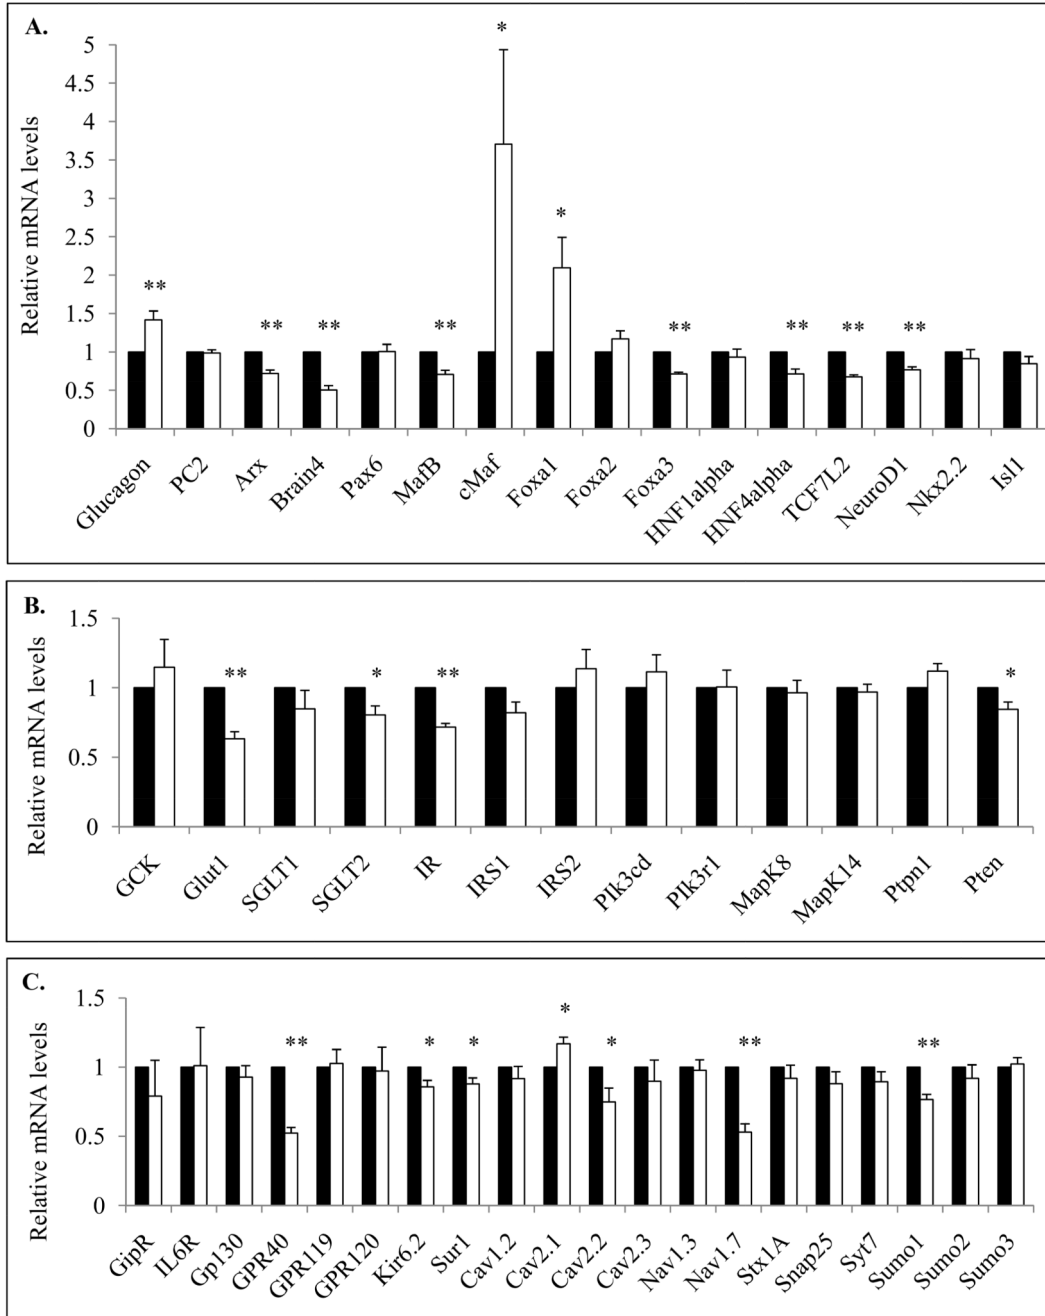 A.
Relative mRNA levels
5
4.5
4
3.5
3
2.5
2
1.5
1
0.5
0
** ** ** ** * * ** ** ** **
Glucagon PC2 Arx Brain4 Pax6 MafB cMaf Foxa1 Foxa2 Foxa3 HNF1alpha HNF4alpha TCF7L2 NeuroD1 Nkx2.2 Isl1
B.
Relative mRNA levels
1.5
1
0.5
0
** * ** *
GCK Glut1 SGLT1 SGLT2 IR IRS1 IRS2 PIk3cd PIk3r1 MapK8 MapK14 Ptpn1 Pten
C.
Relative mRNA levels
1.5
1
0.5
0
** * * * * ** **
GipR IL6R Gp130 GPR40 GPR119 GPR120 Kir6.2 Sur1 Cav1.2 Cav2.1 Cav2.2 Cav2.3 Nav1.3 Nav1.7 Stx1A Snap25 Syt7 Sumo1 Sumo2 Sumo3